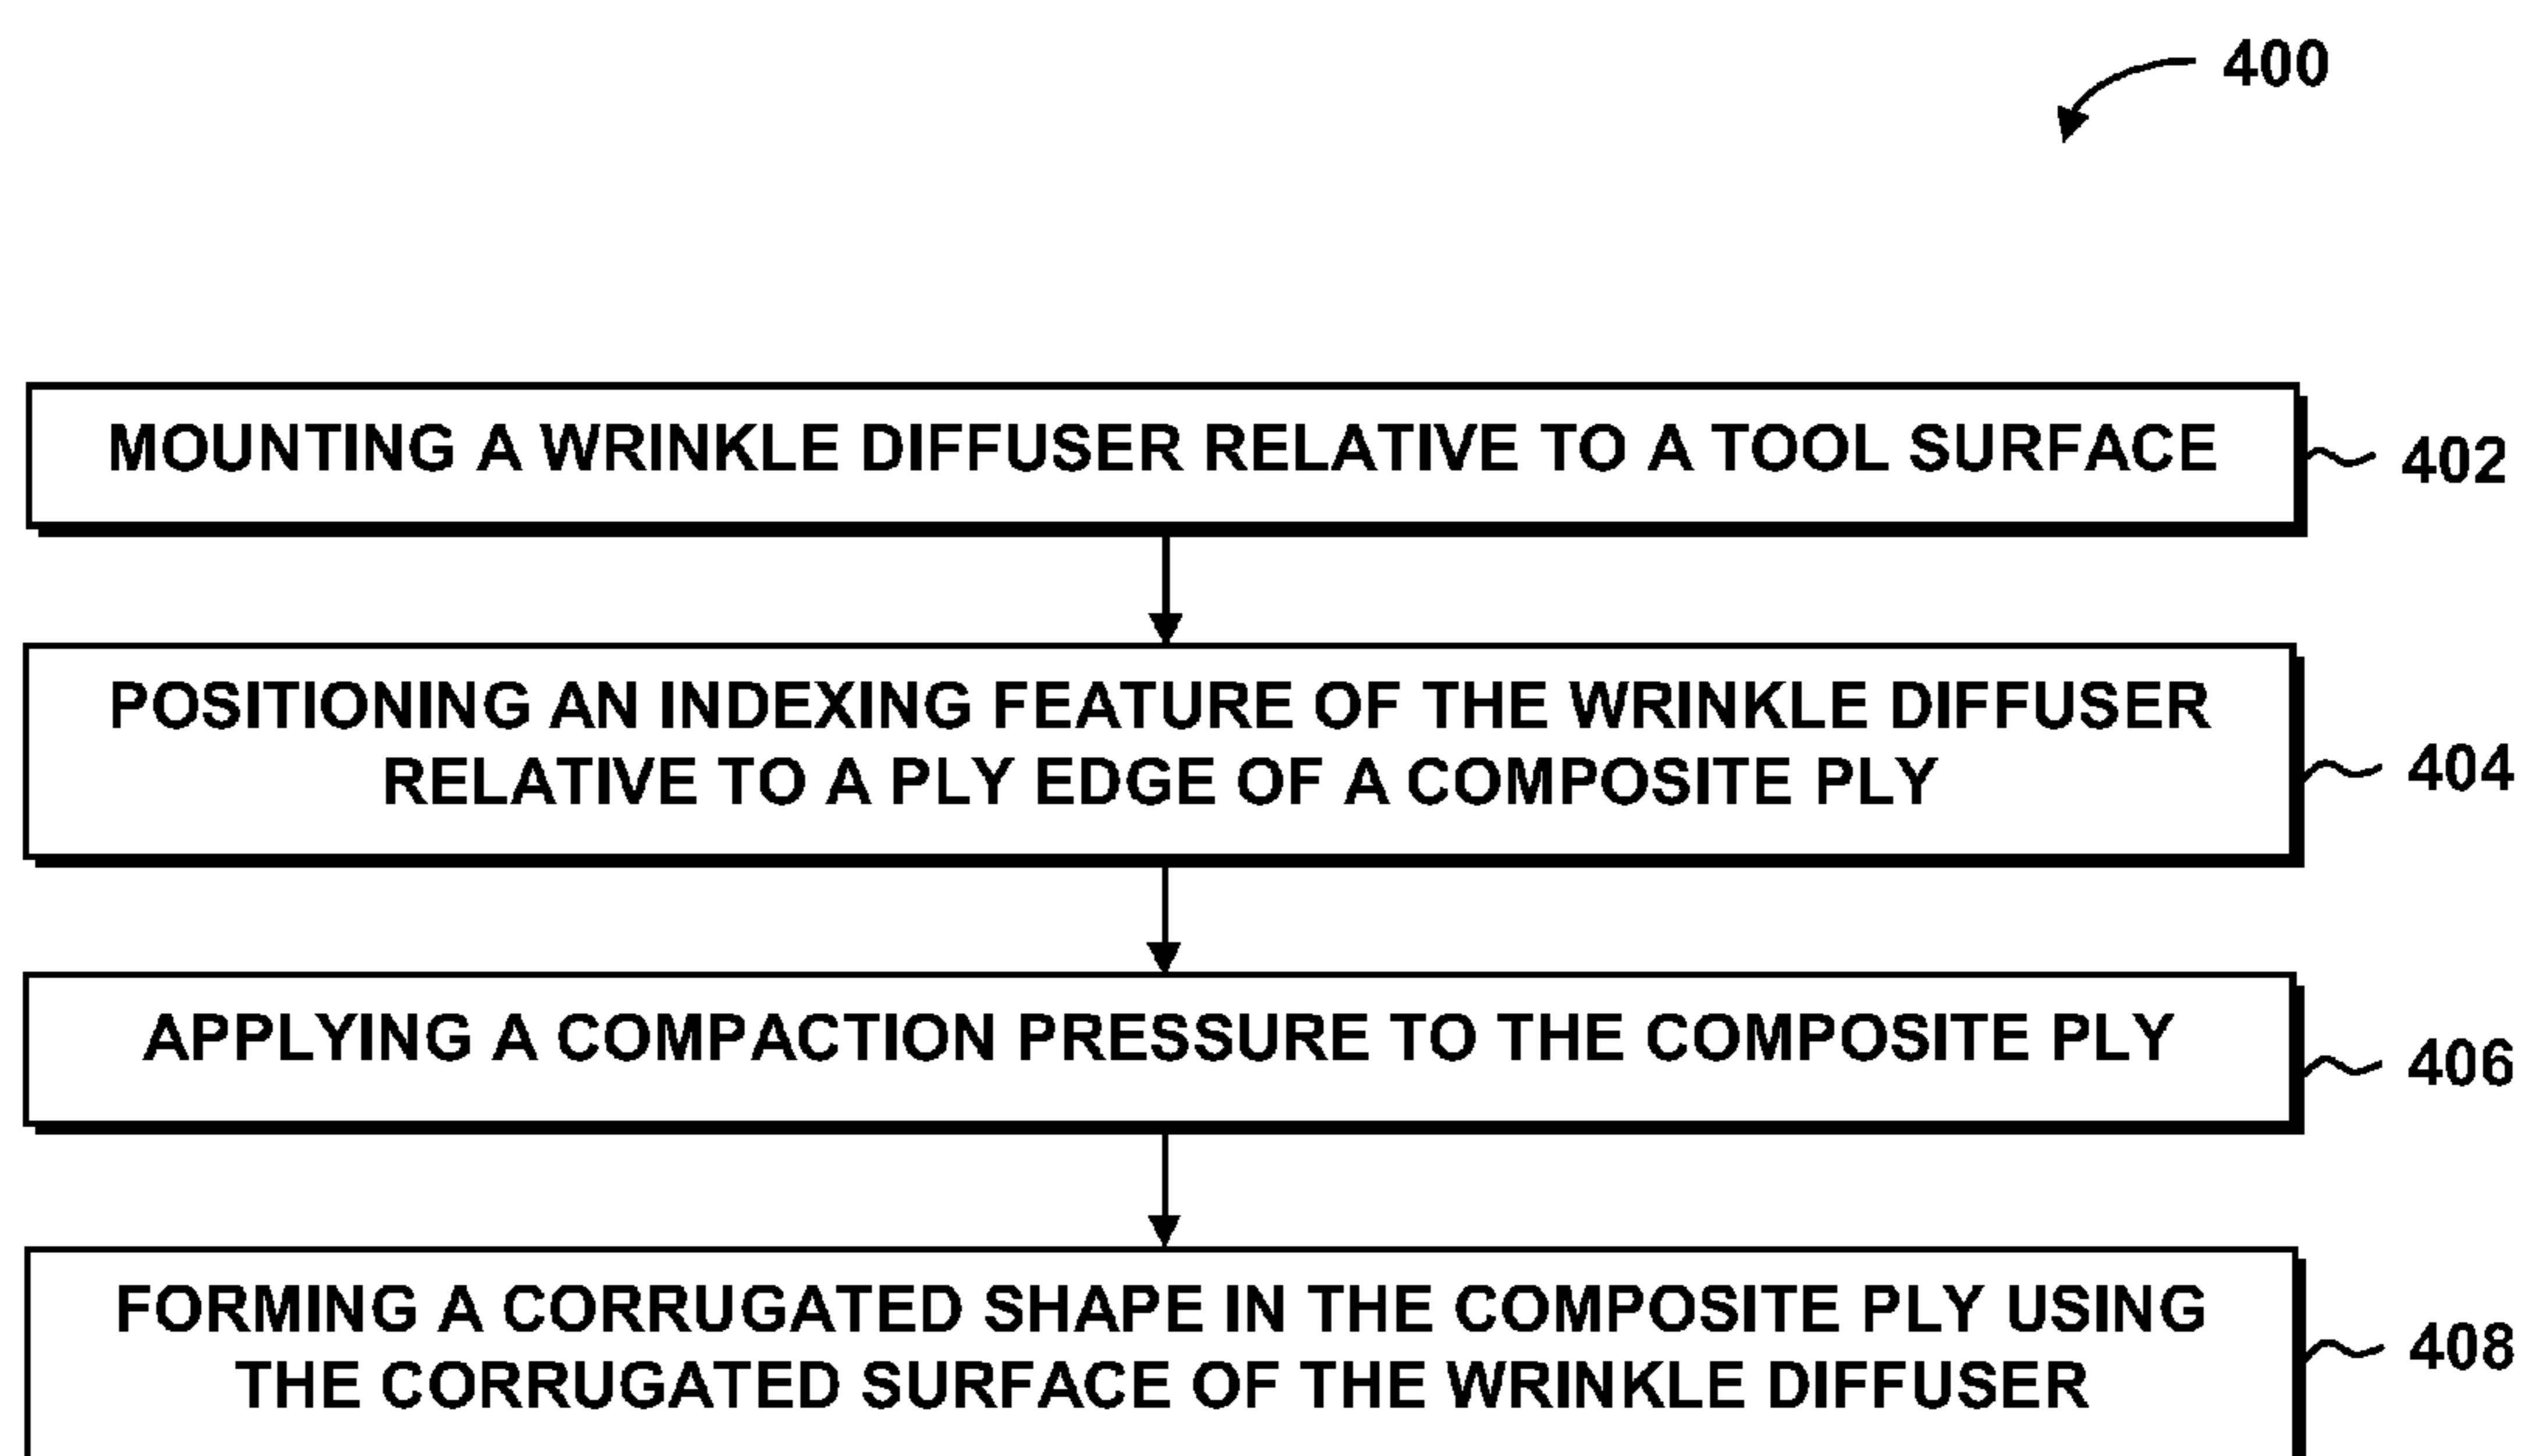 400
MOUNTING A WRINKLE DIFFUSER RELATIVE TO A TOOL SURFACE
402
POSITIONING AN INDEXING FEATURE OF THE WRINKLE DIFFUSER
RELATIVE TO A PLY EDGE OF A COMPOSITE PLY
404
APPLYING A COMPACTION PRESSURE TO THE COMPOSITE PLY
406
FORMING A CORRUGATED SHAPE IN THE COMPOSITE PLY USING
THE CORRUGATED SURFACE OF THE WRINKLE DIFFUSER
408